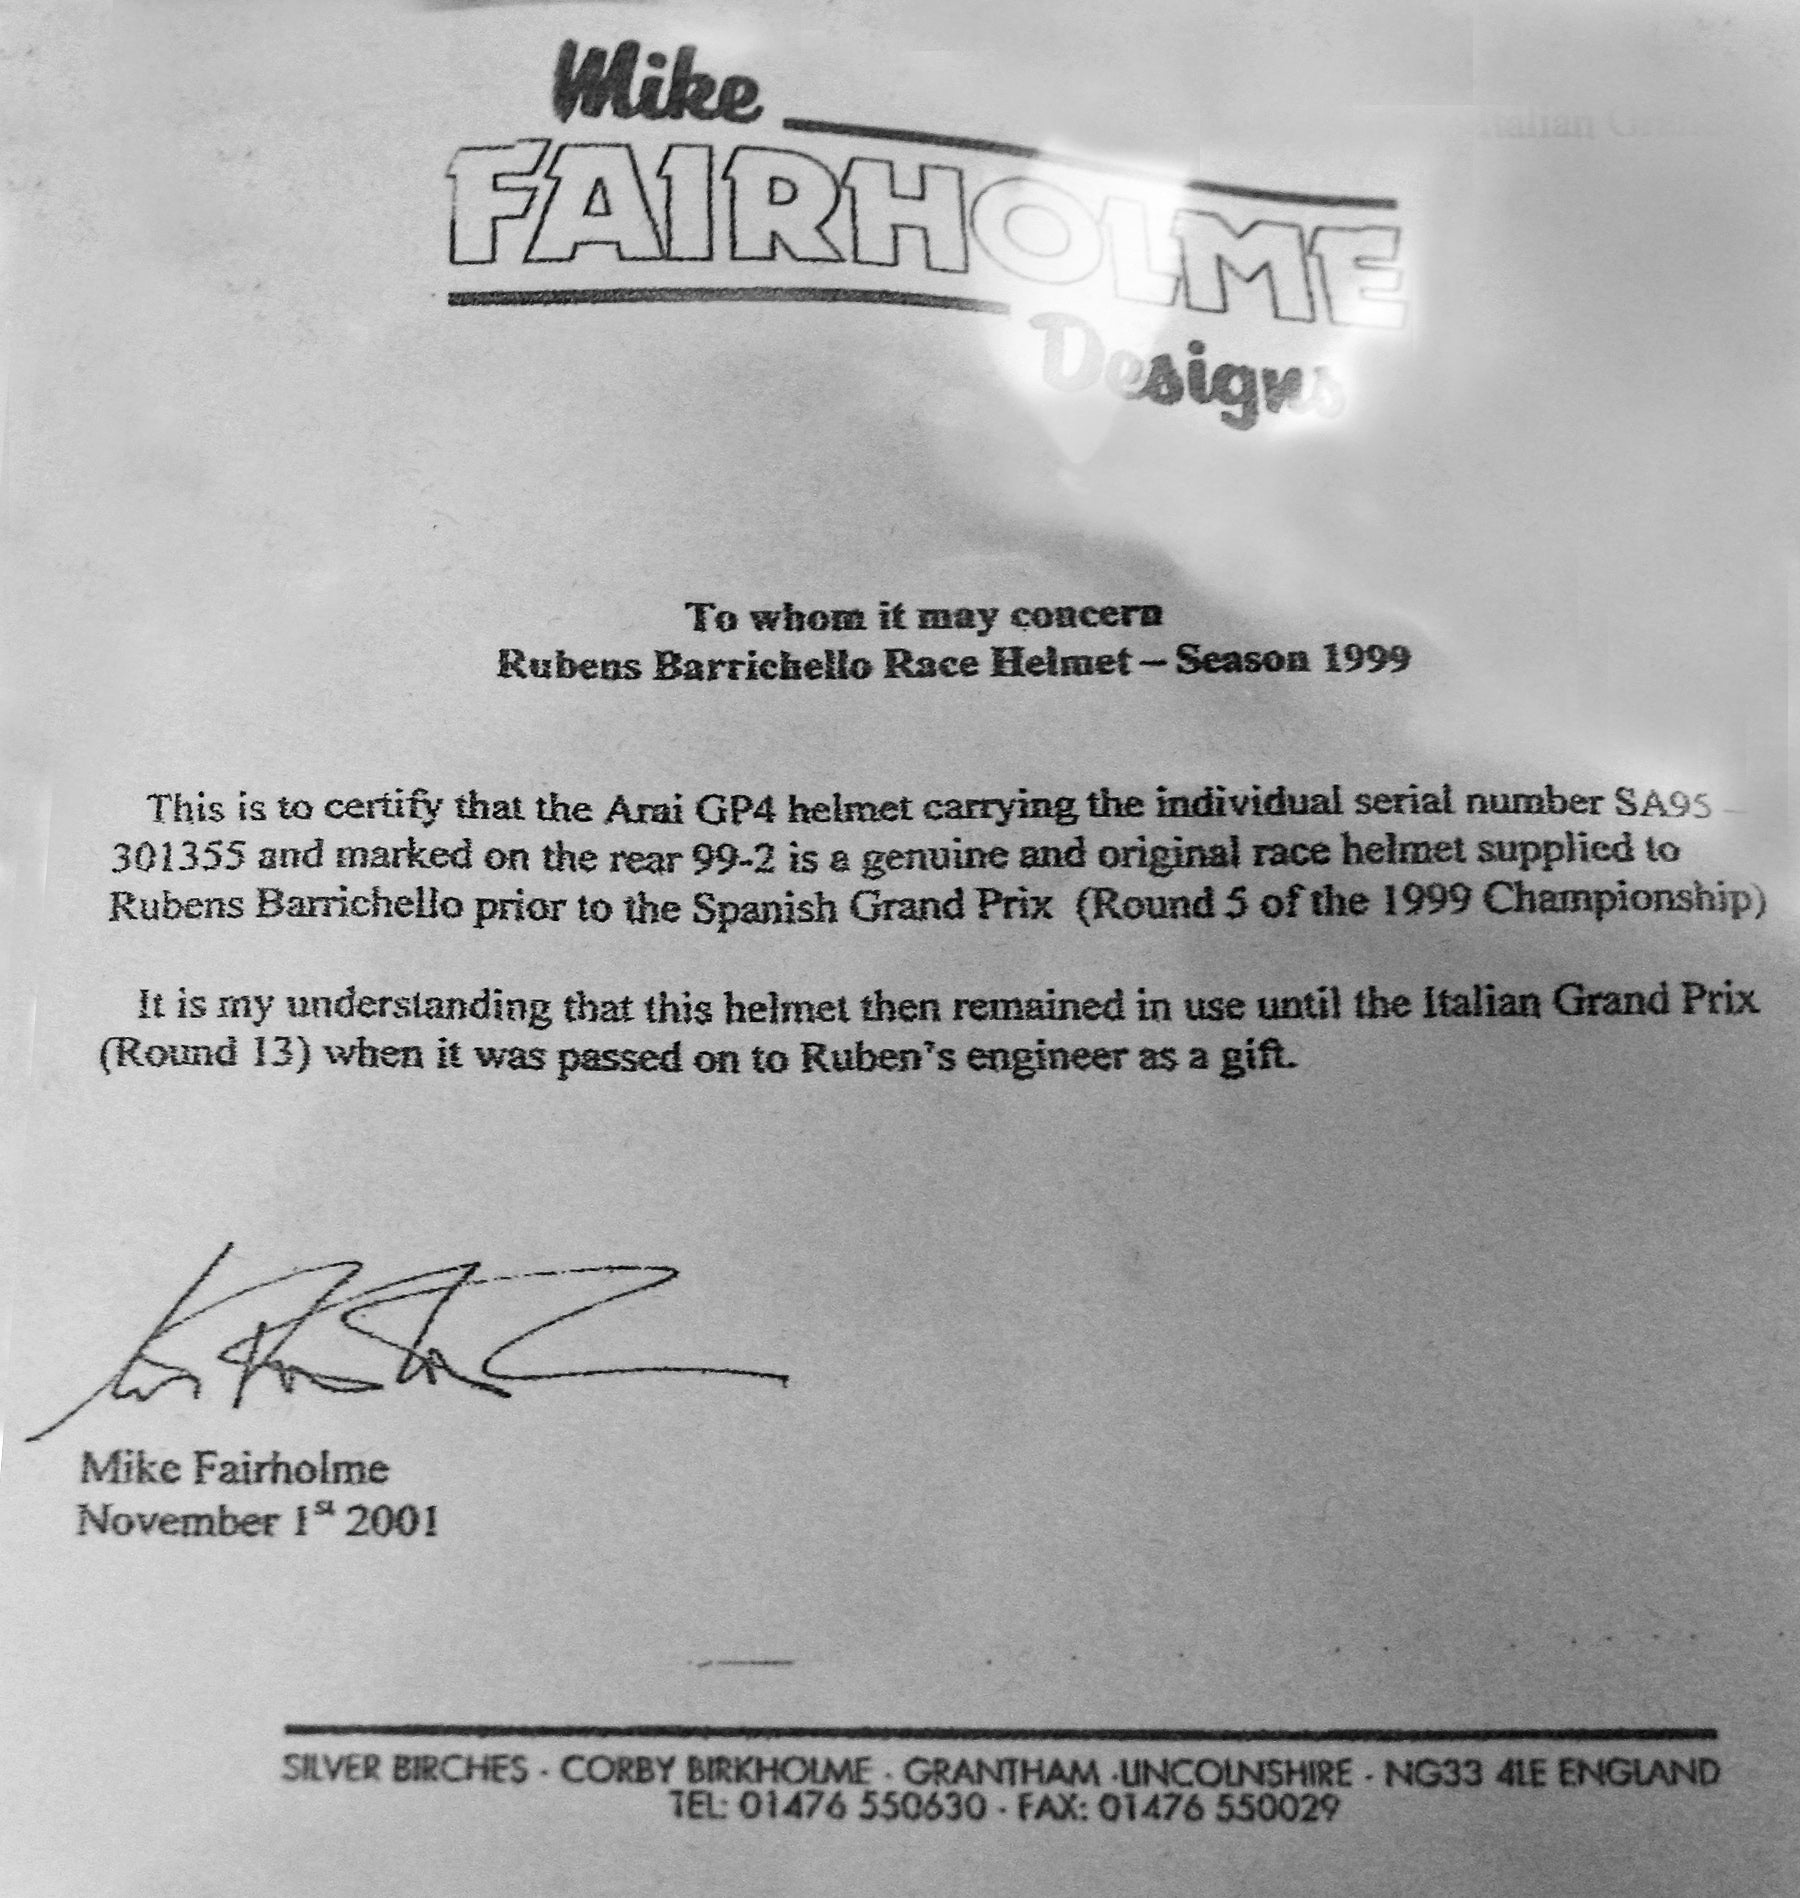 Mike
FAIRHOLME
Designs
To whom it may concern
Rubens Barrichello Race Helmet – Season 1999
This is to certify that the Arai GP4 helmet carrying the individual serial number SA95 –
301355 and marked on the rear 99-2 is a genuine and original race helmet supplied to
Rubens Barrichello prior to the Spanish Grand Prix (Round 5 of the 1999 Championship)
It is my understanding that this helmet then remained in use until the Italian Grand Prix
(Round 13) when it was passed on to Ruben's engineer as a gift.
Mike Fairholme
November 1st 2001
SILVER BIRCHES · CORBY BIRKHOLME · GRANTHAM · LINCOLNSHIRE · NG33 4LE ENGLAND
TEL: 01476 550630 · FAX: 01476 550029